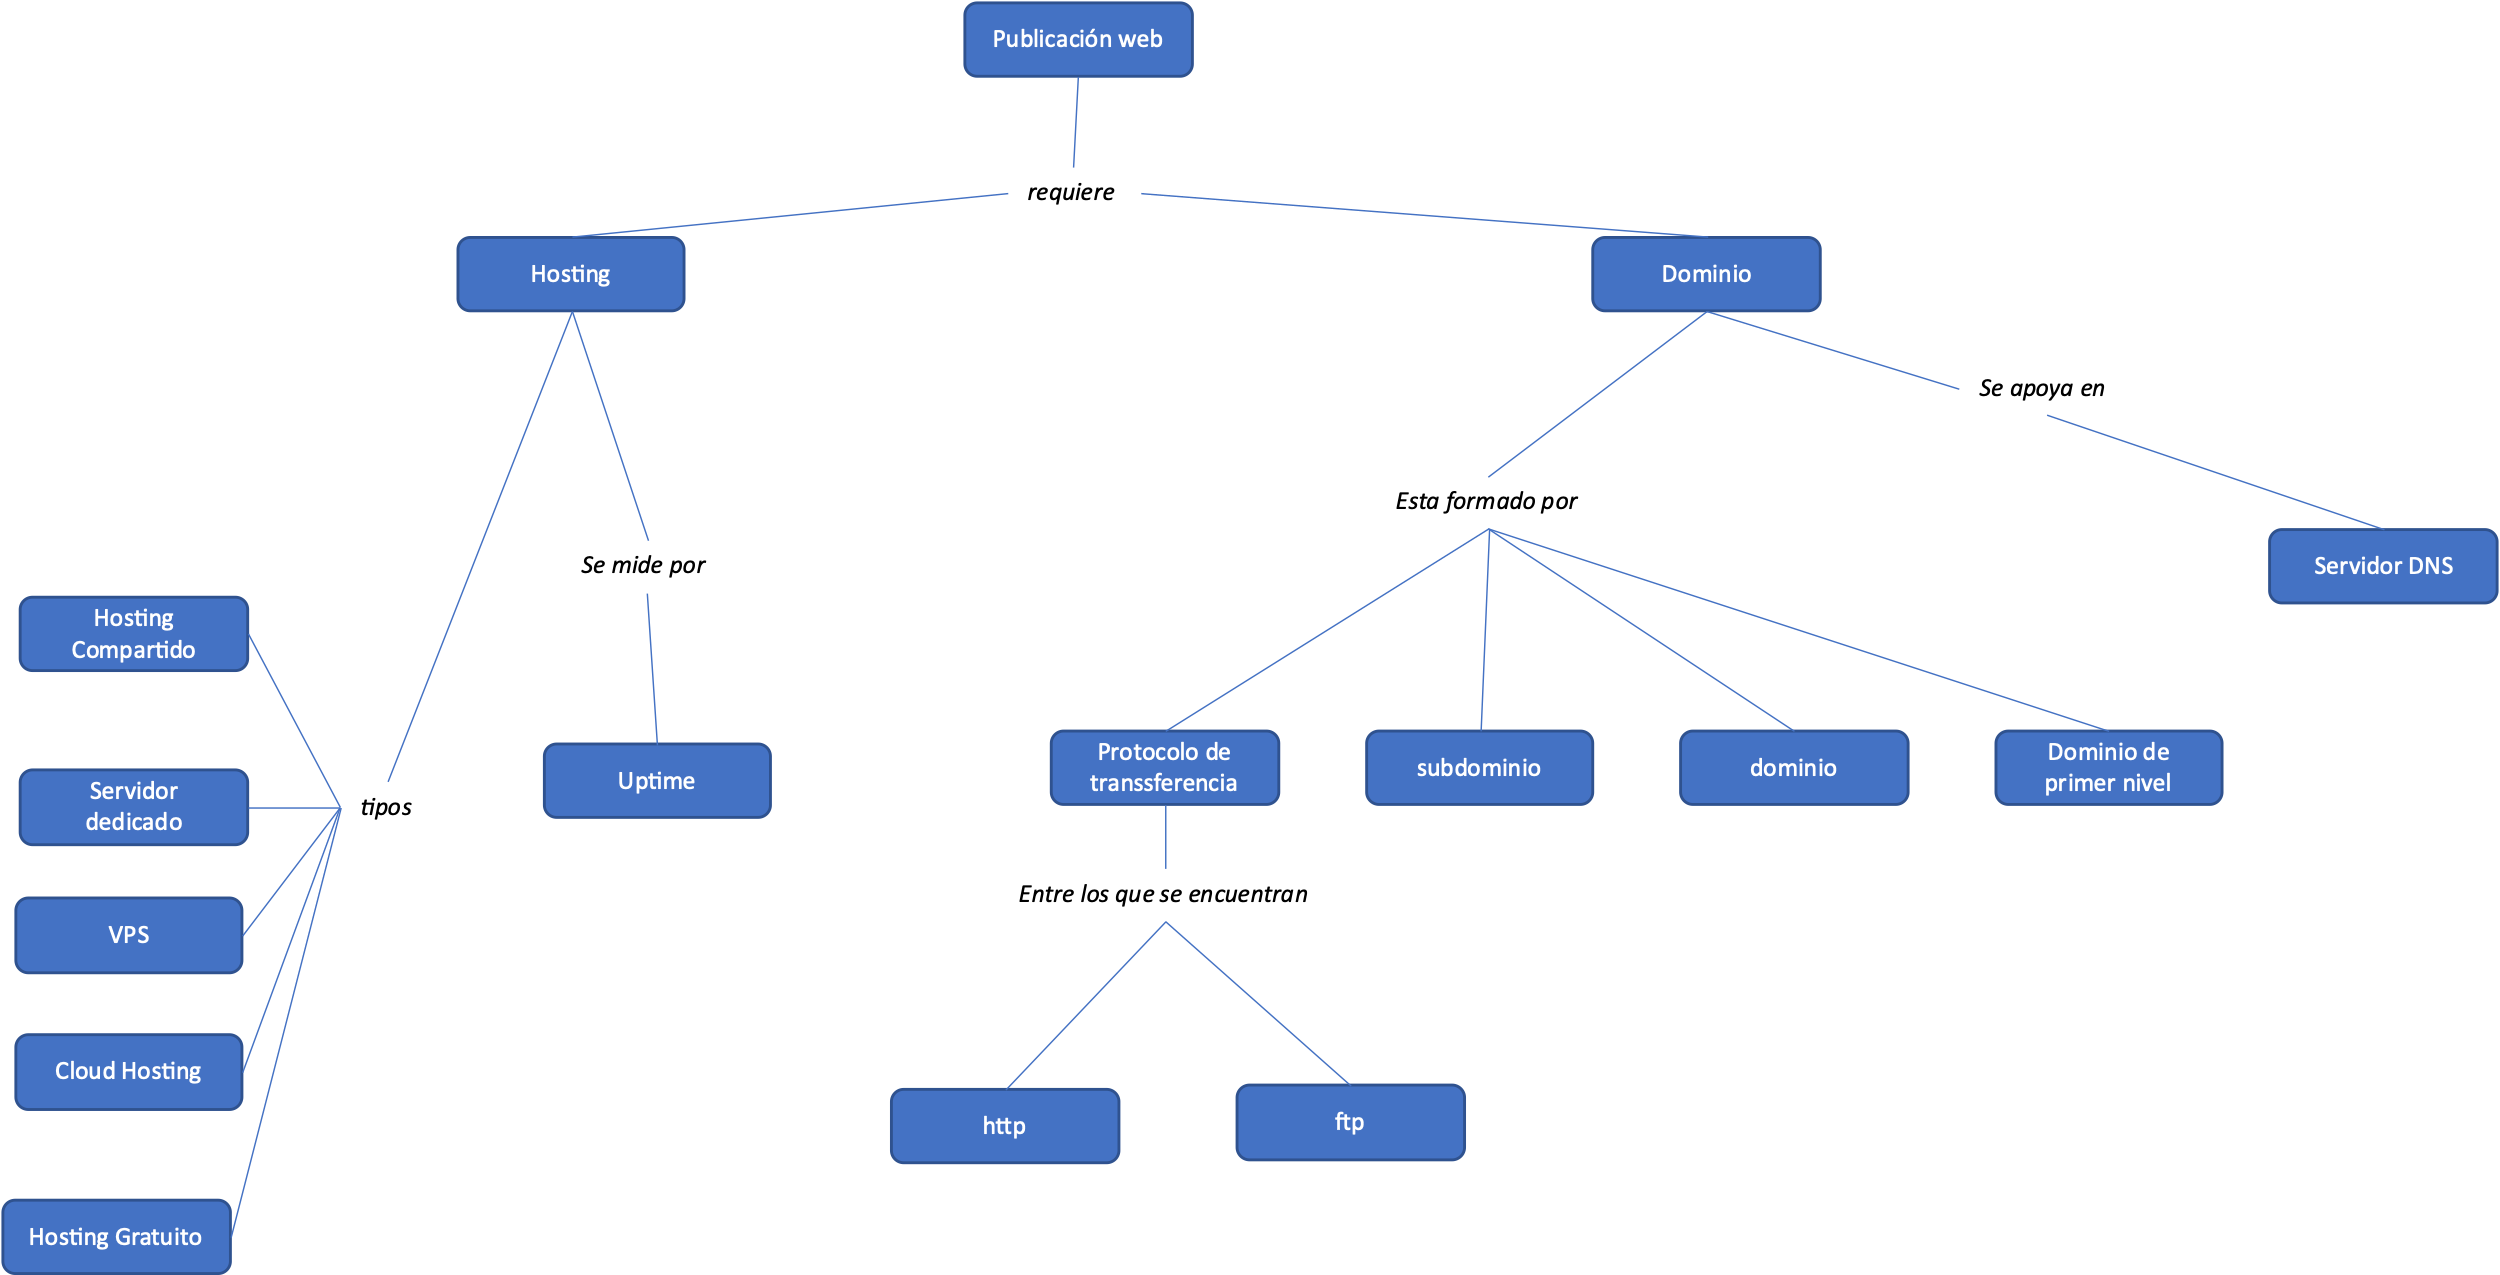 Publicación web
requiere
Hosting
Dominio
Se apoya en
Esta formado por
Se mide por
Servidor DNS
Hosting
Compartido
Servidor
dedicado
tipos
Uptime
Protocolo de
transsferencia
subdominio
dominio
Dominio de
primer nivel
Entre los que se encuentran
VPS
Cloud Hosting
http
ftp
Hosting Gratuito